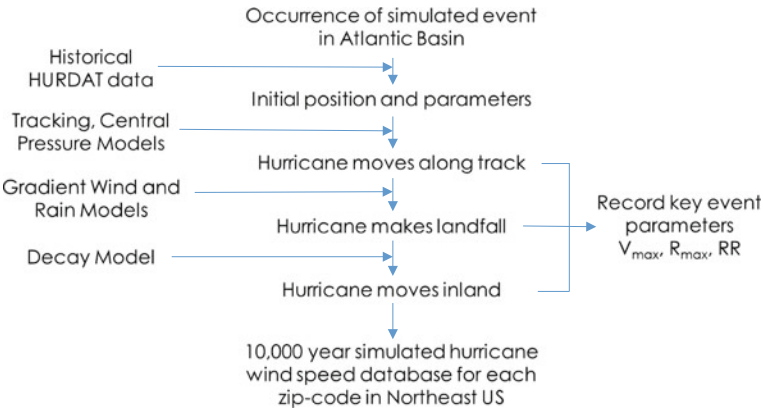 Occurrence of simulated event
in Atlantic Basin
Historical
HURDAT data
Initial position and parameters
Tracking, Central
Pressure Models
Hurricane moves along track
Gradient Wind and
Rain Models
Hurricane makes landfall
Record key event
parameters
Vmax, Rmax, RR
Decay Model
Hurricane moves inland
10,000 year simulated hurricane
wind speed database for each
zip-code in Northeast US